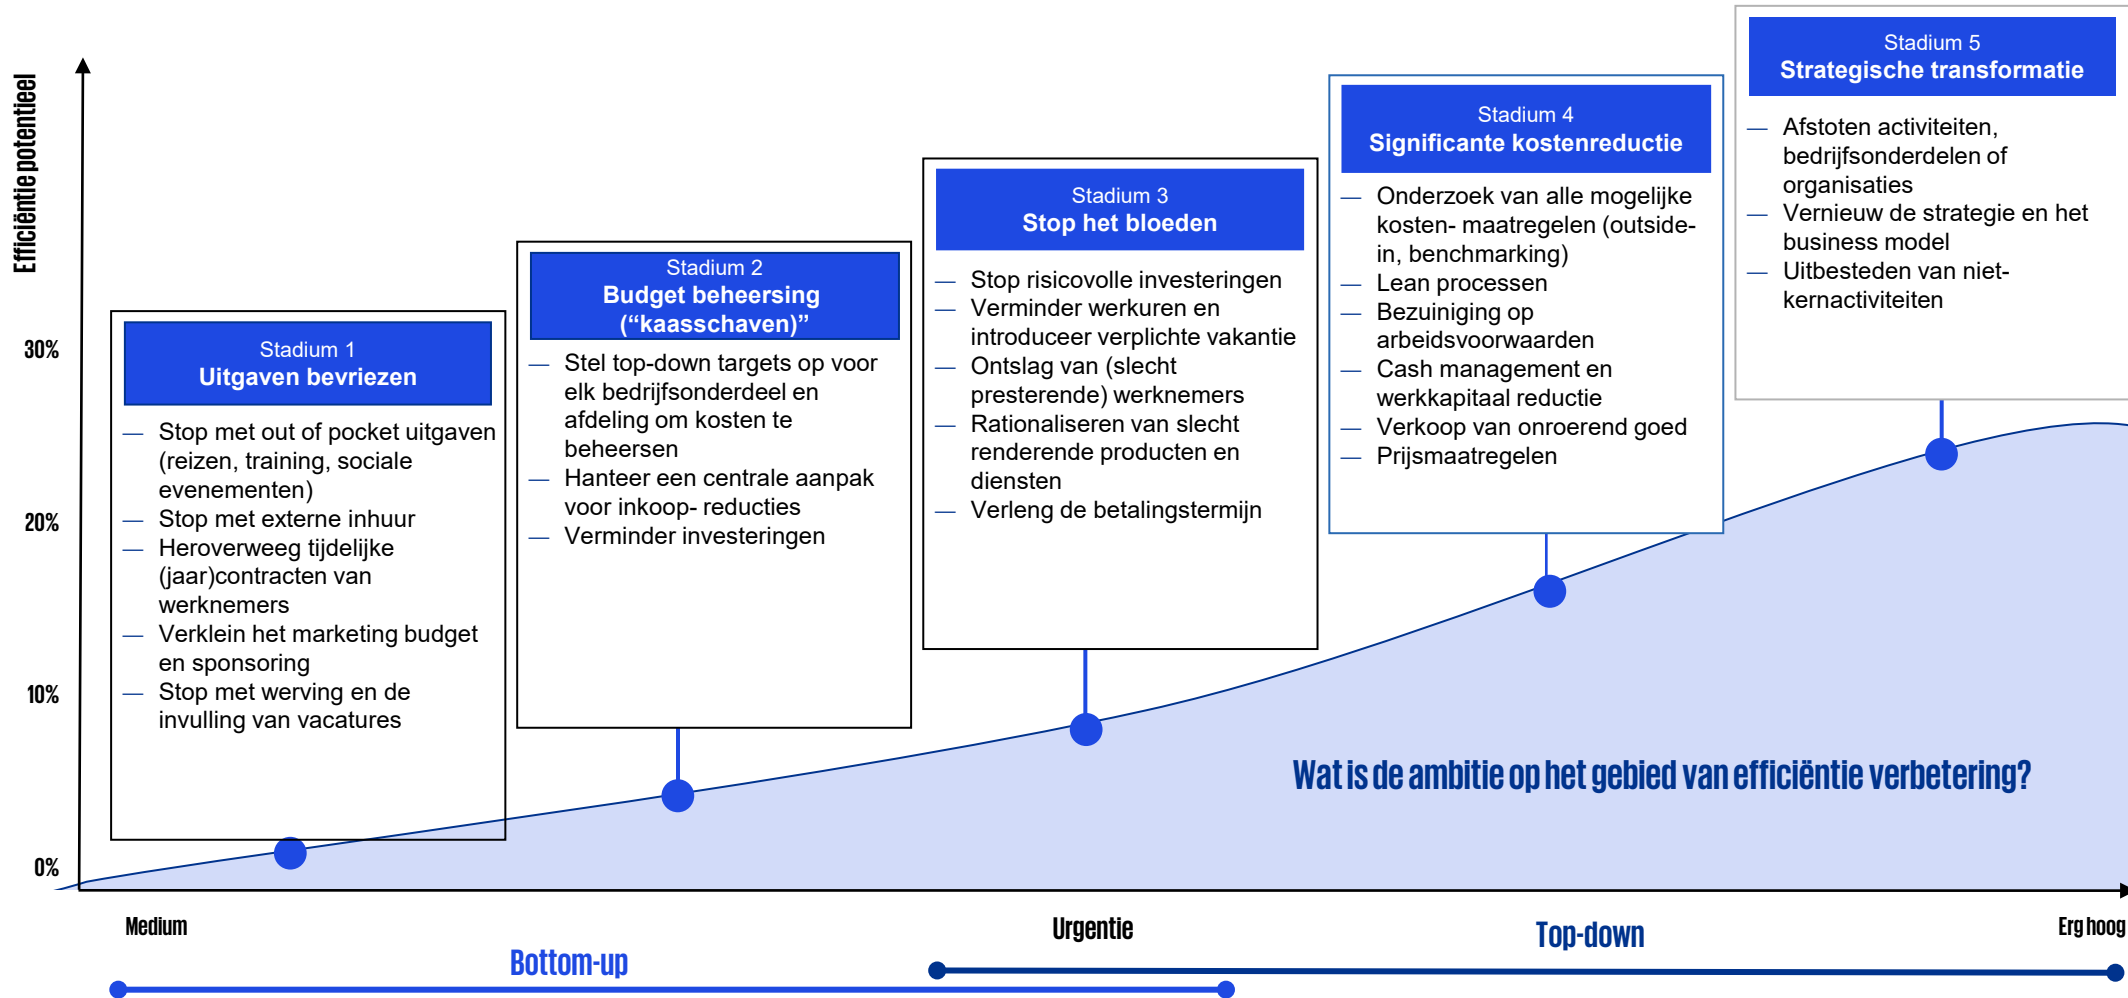 Efficiëntie potentieel
30%
20%
10%
0%
Stadium 1
Uitgaven bevriezen
— Stop met out of pocket uitgaven
(reizen, training, sociale
evenementen)
— Stop met externe inhuur
— Heroverweeg tijdelijke
(jaar)contracten van
werknemers
— Verklein het marketing budget
en sponsoring
— Stop met werving en de
invulling van vacatures
Stadium 2
Budget beheersing
(“kaasschaven)”
— Stel top-down targets op voor
elk bedrijfsonderdeel en
afdeling om kosten te
beheersen
— Hanteer een centrale aanpak
voor inkoop- reducties
— Verminder investeringen
Stadium 3
Stop het bloeden
— Stop risicovolle investeringen
— Verminder werkuren en
introduceer verplichte vakantie
— Ontslag van (slecht
presterende) werknemers
— Rationaliseren van slecht
renderende producten en
diensten
— Verleng de betalingstermijn
Stadium 4
Significante kostenreductie
— Onderzoek van alle mogelijke
kosten- maatregelen (outside-
in, benchmarking)
— Lean processen
— Bezuiniging op
arbeidsvoorwaarden
— Cash management en
werkkapitaal reductie
— Verkoop van onroerend goed
— Prijsmaatregelen
Stadium 5
Strategische transformatie
— Afstoten activiteiten,
bedrijfsonderdelen of
organisaties
— Vernieuw de strategie en het
business model
— Uitbesteden van niet-
kernactiviteiten
Wat is de ambitie op het gebied van efficiëntie verbetering?
Medium
Urgentie
Erg hoog
Bottom-up
Top-down